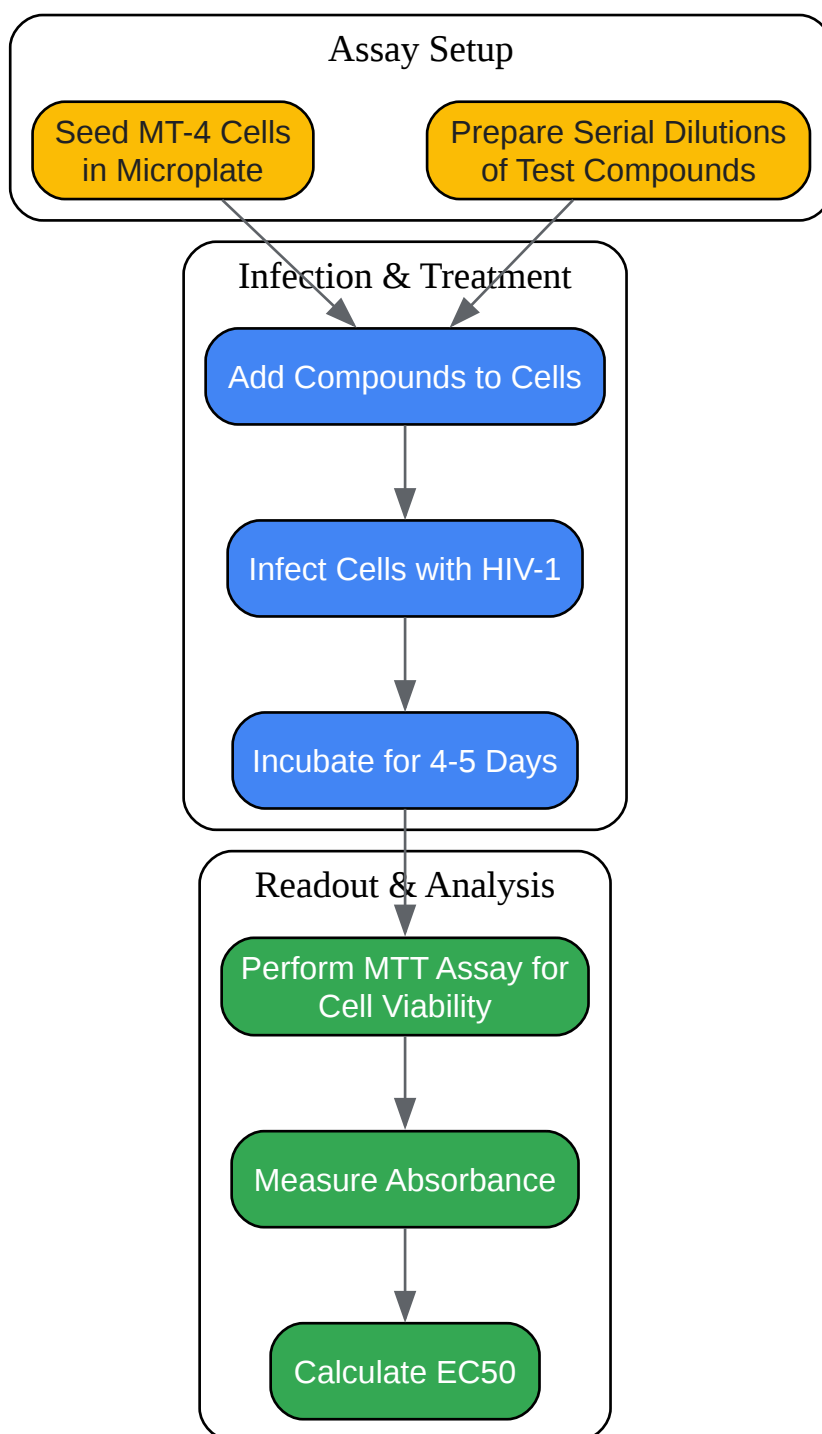 Assay Setup
Seed MT-4 Cells
in Microplate
Prepare Serial Dilutions
of Test Compounds
Infection & Treatment
Add Compounds to Cells
Infect Cells with HIV-1
Incubate for 4-5 Days
Readout & Analysis
Perform MTT Assay for
Cell Viability
Measure Absorbance
Calculate EC50